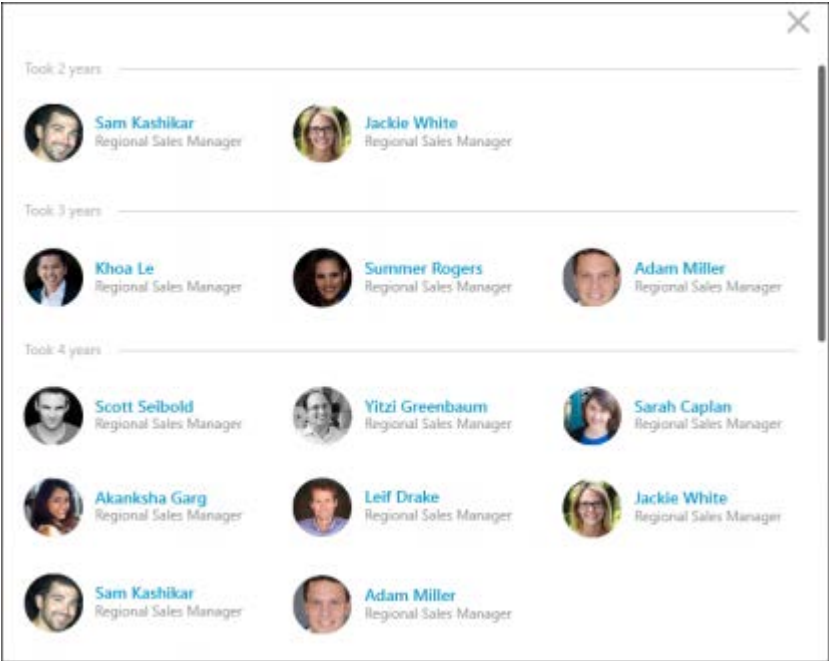 Took 2 years
Sam Kashikar
Regional Sales Manager
Jackie White
Regional Sales Manager
Took 3 years
Khoa Le
Regional Sales Manager
Summer Rogers
Regional Sales Manager
Adam Miller
Regional Sales Manager
Took 4 years
Scott Seibold
Regional Sales Manager
Yitzi Greenbaum
Regional Sales Manager
Sarah Caplan
Regional Sales Manager
Akanksha Garg
Regional Sales Manager
Leif Drake
Regional Sales Manager
Jackie White
Regional Sales Manager
Sam Kashikar
Regional Sales Manager
Adam Miller
Regional Sales Manager